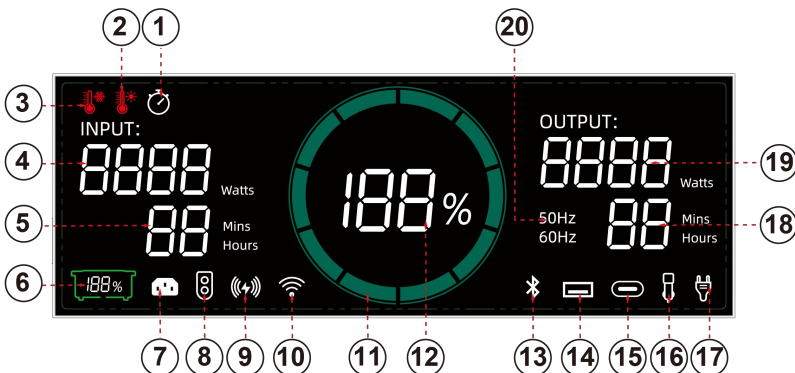 2 1 20
3
INPUT: OUTPUT:
4 8888 Watts 8888 Watts 19
188 %
5 88 Mins Hours 50Hz 60Hz 88 Mins Hours 18
6 188 %
7 8 9 10 11 12 13 14 15 16 17